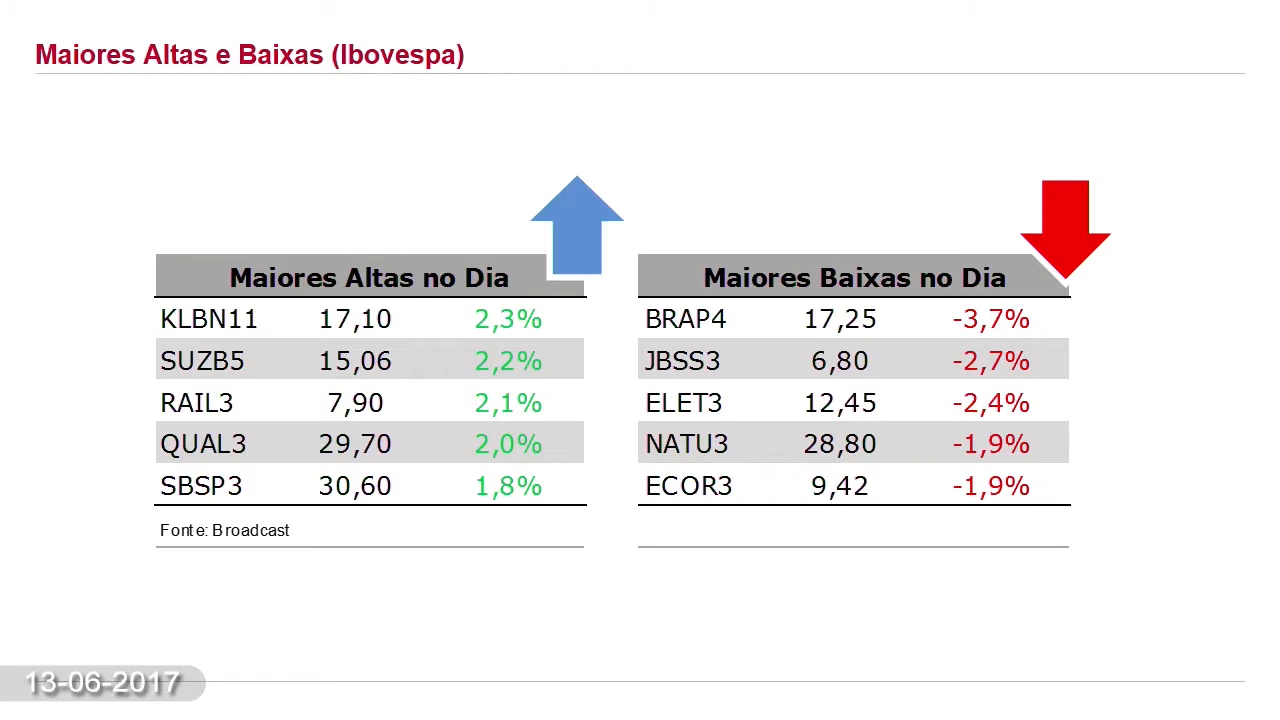 Maiores Altas e Baixas (Ibovespa)
Maiores Altas no Dia
KLBN11 17,10 2,3%
SUZB5 15,06 2,2%
RAIL3 7,90 2,1%
QUAL3 29,70 2,0%
SBSP3 30,60 1,8%
Fonte: Broadcast
Maiores Baixas no Dia
BRAP4 17,25 -3,7%
JBSS3 6,80 -2,7%
ELET3 12,45 -2,4%
NATU3 28,80 -1,9%
ECOR3 9,42 -1,9%
13-06-2017